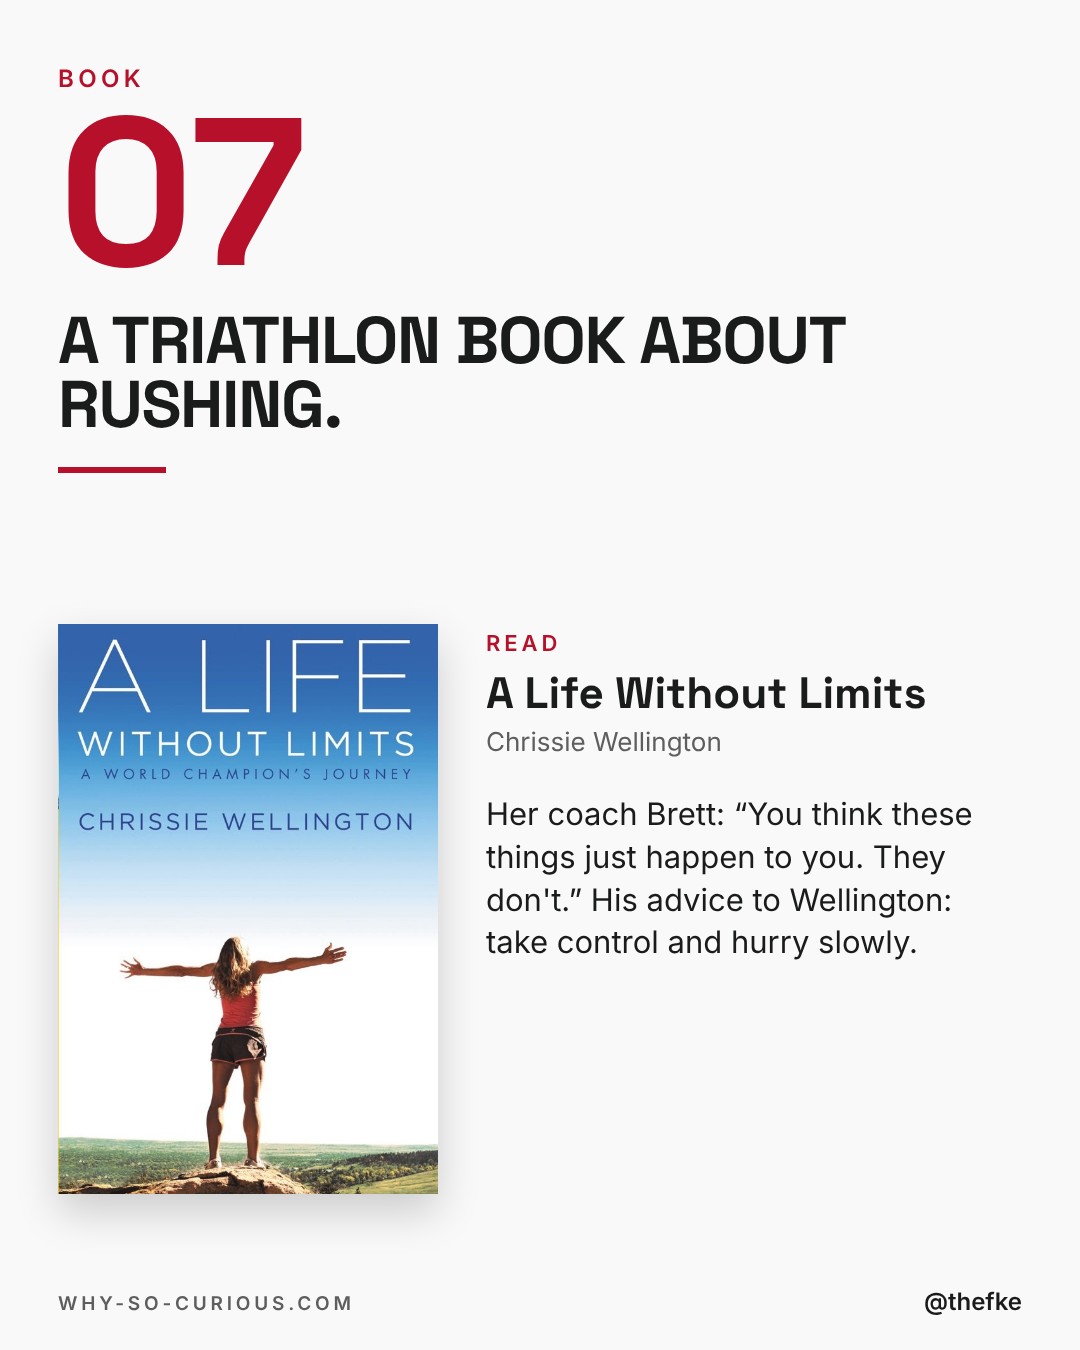 BOOK
07
A TRIATHLON BOOK ABOUT
RUSHING.
A LIFE
WITHOUT LIMITS
A WORLD CHAMPION'S JOURNEY
CHRISSIE WELLINGTON
READ
A Life Without Limits
Chrissie Wellington
Her coach Brett: “You think these
things just happen to you. They
don't.” His advice to Wellington:
take control and hurry slowly.
WHY-SO-CURIOUS.COM
@thefke